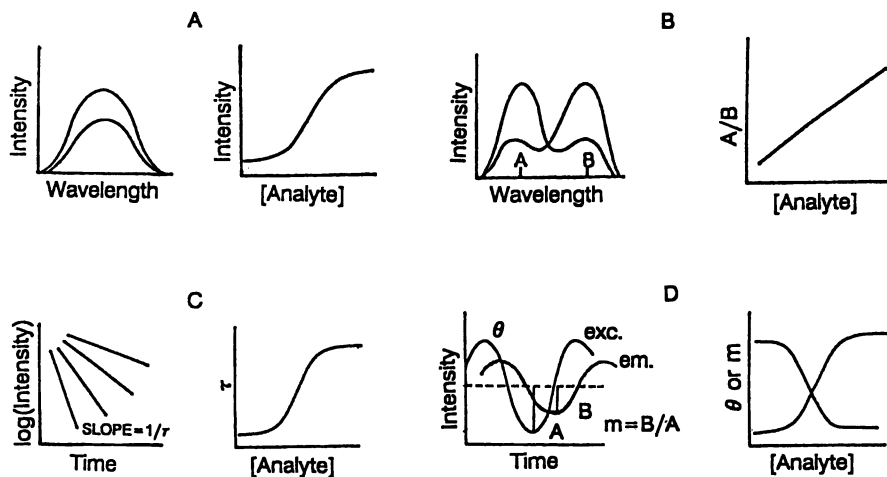 A
Intensity
Wavelength
Intensity
[Analyte]
B
Intensity
A
B
Wavelength
A/B
[Analyte]
C
log(Intensity)
SLOPE=1/τ
Time
τ
[Analyte]
D
Intensity
θ
exc.
em.
A
B
m=B/A
Time
θ or m
[Analyte]